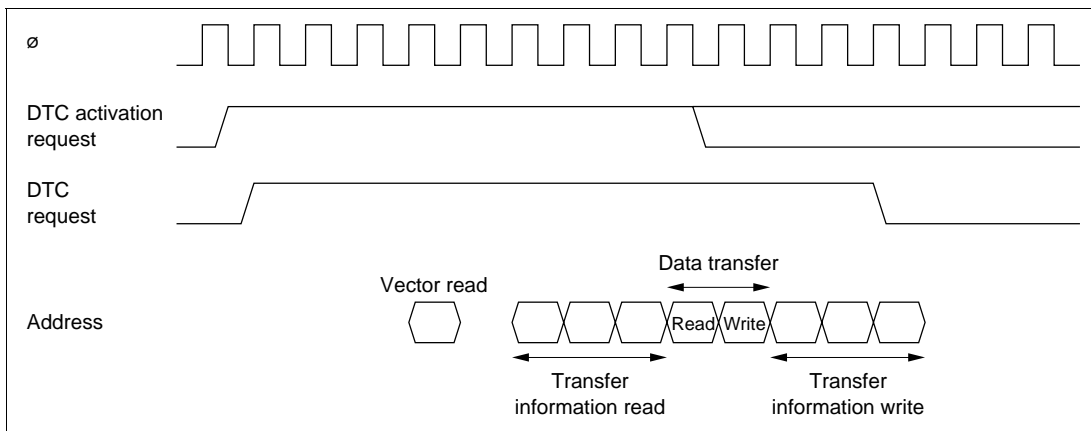 ø
DTC activation
request
DTC
request
Data transfer
Vector read
Address
Read Write
Transfer
information read
Transfer
information write